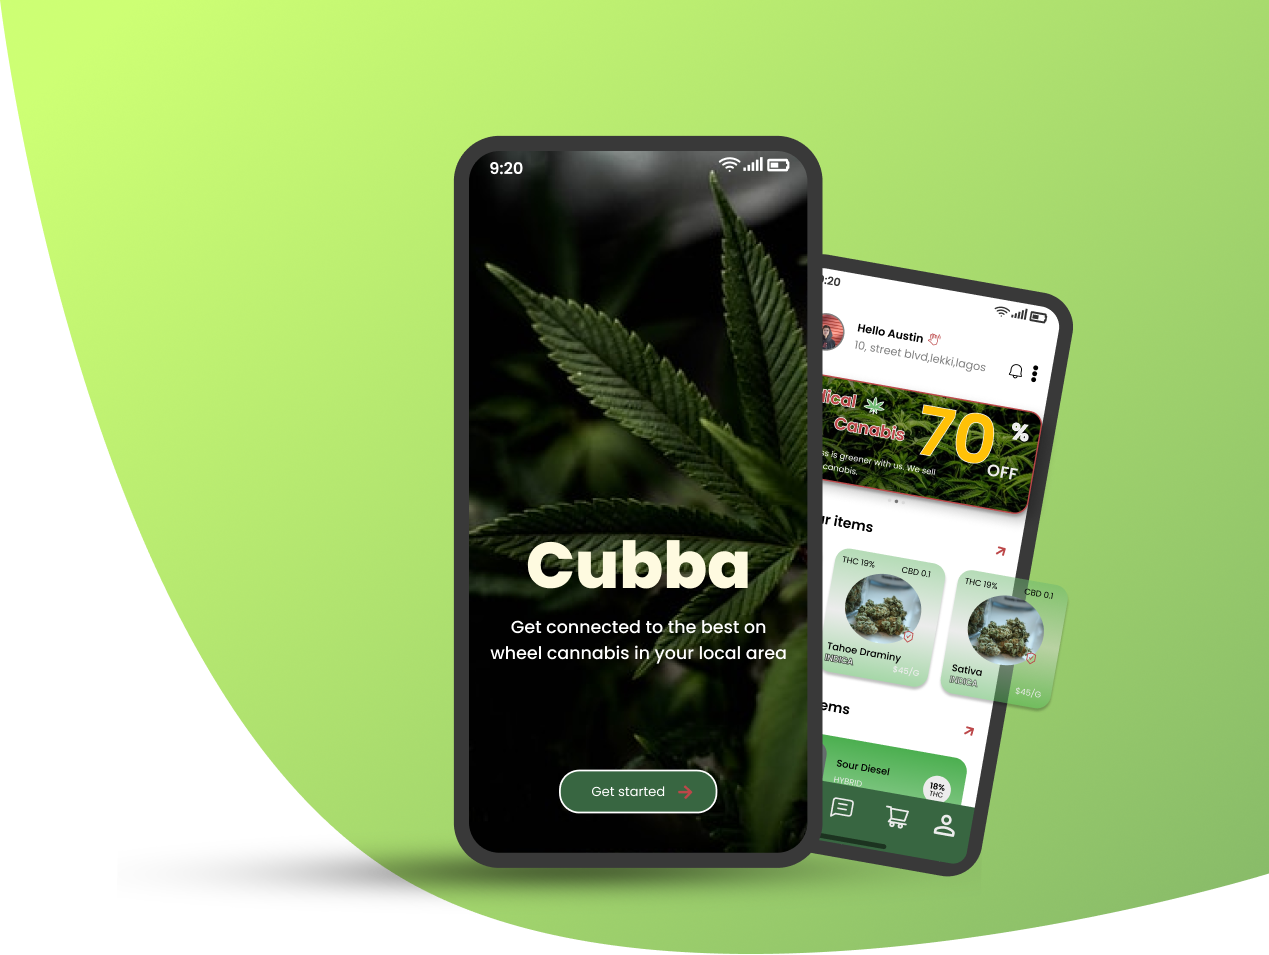 9:20
Cubba
Get connected to the best on
wheel cannabis in your local area
Get started
:20
Hello Austin
10, street blvd,lekki,lagos
ical
Canabis
70
%
OFF
is greener with us. We sell
canabis.
items
THC 19%
CBD 0.1
Tahoe Draminy
INDICA
$45/G
THC 19%
CBD 0.1
Sativa
INDICA
$45/G
ems
Sour Diesel
HYBRID
18%
THC